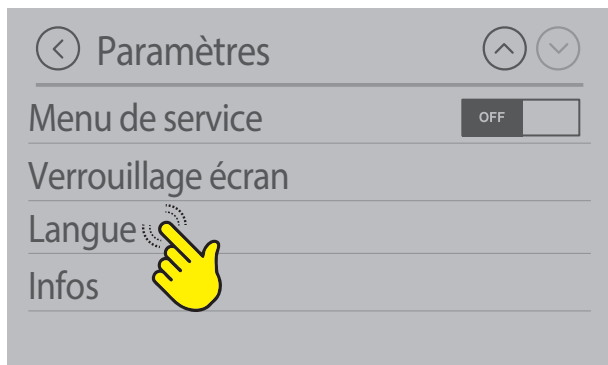 Paramètres
Menu de service OFF
Verrouillage écran
Langue
Infos